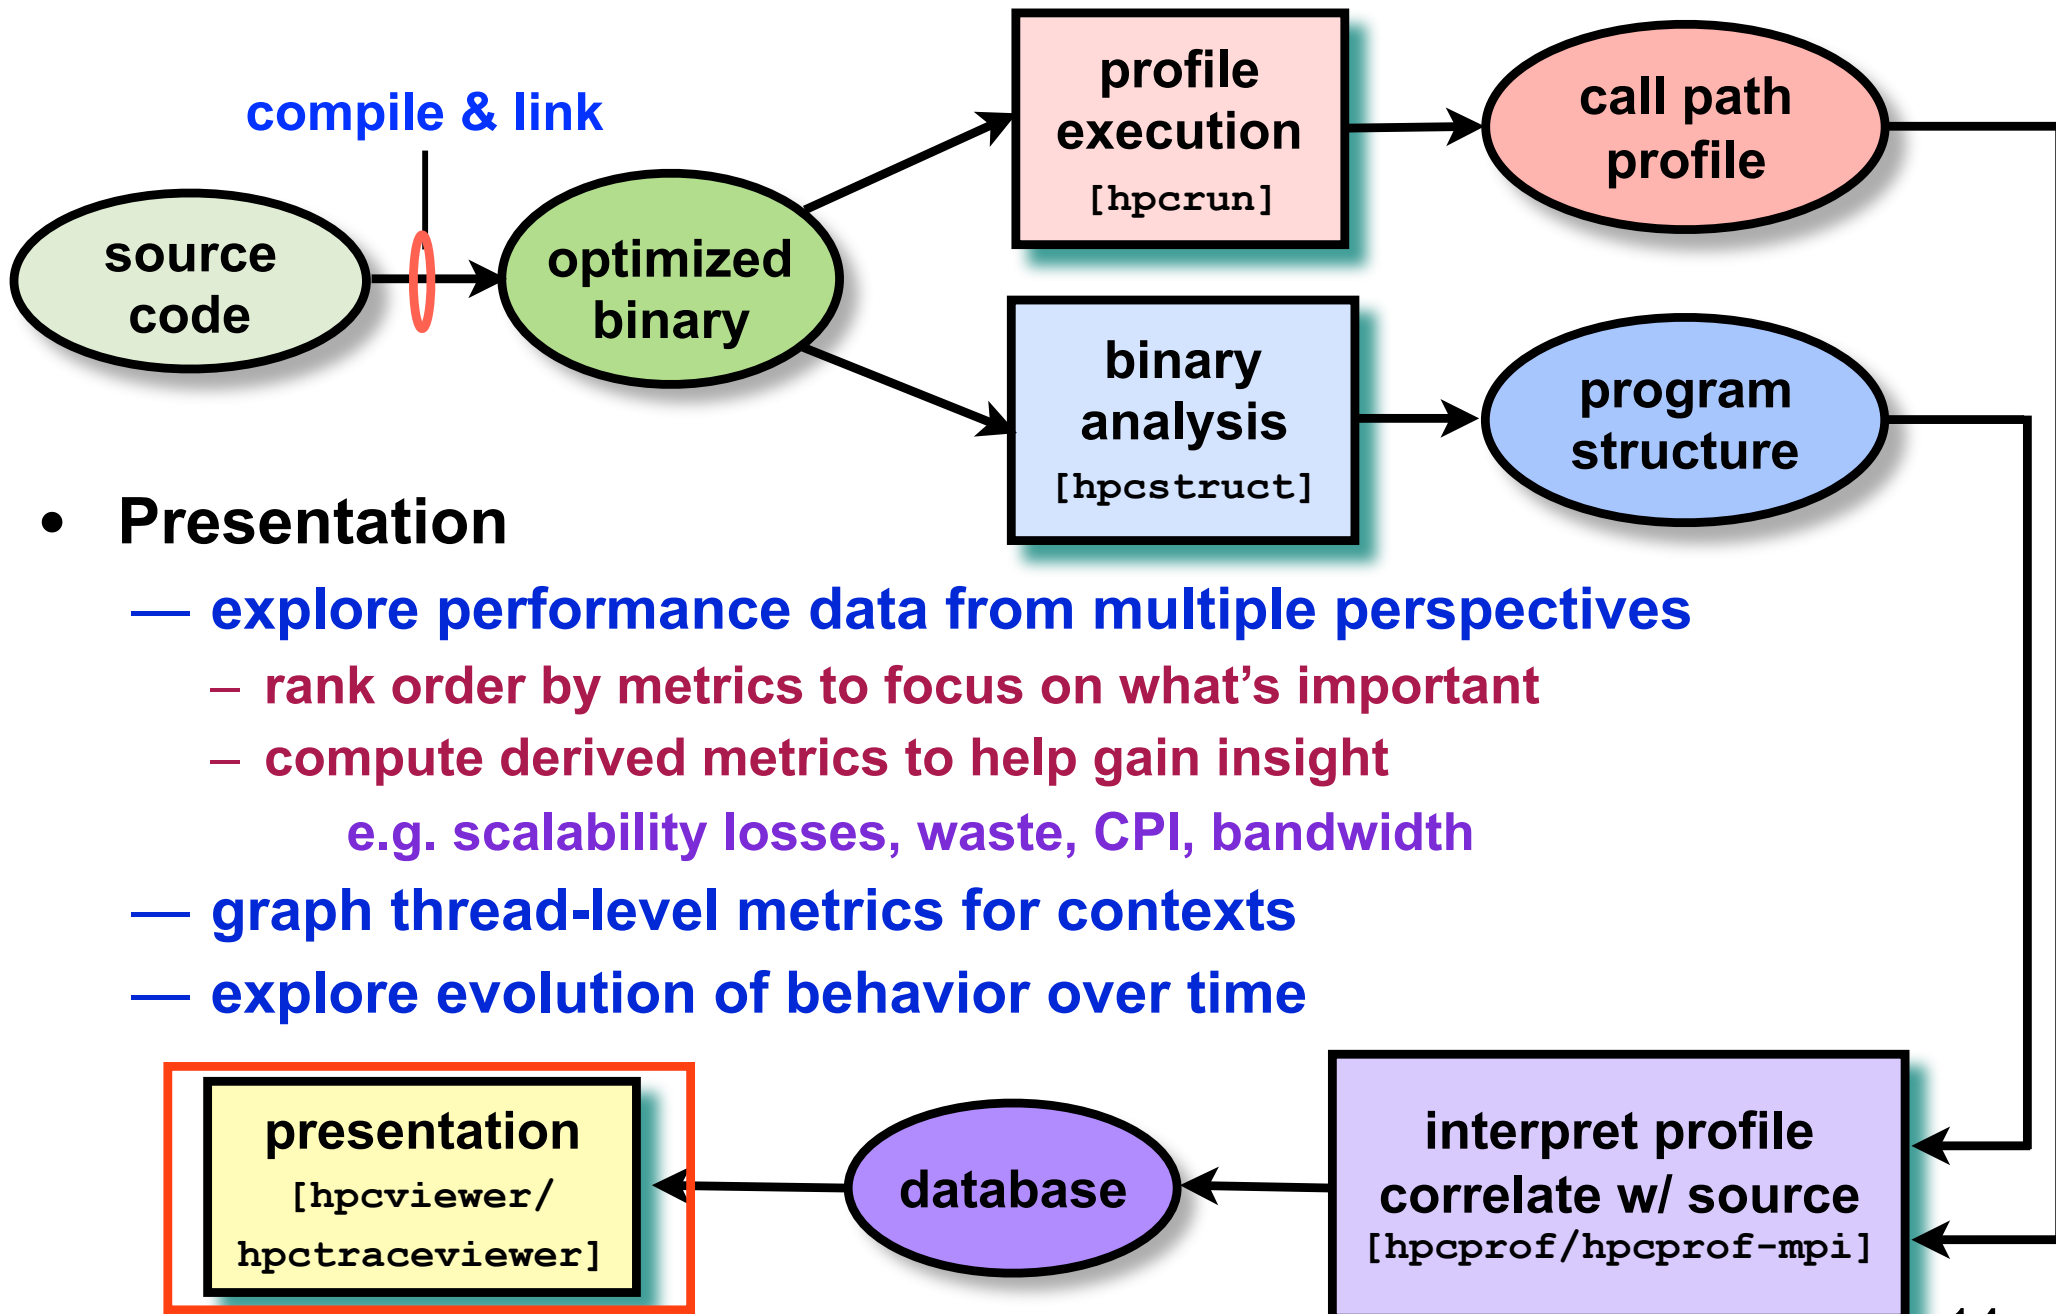 compile & link
source
code
optimized
binary
profile
execution
[hpcrun]
call path
profile
binary
analysis
[hpcstruct]
program
structure
• Presentation
— explore performance data from multiple perspectives
– rank order by metrics to focus on what’s important
– compute derived metrics to help gain insight
e.g. scalability losses, waste, CPI, bandwidth
— graph thread-level metrics for contexts
— explore evolution of behavior over time
presentation
[hpcviewer/
hpctraceviewer]
database
interpret profile
correlate w/ source
[hpcprof/hpcprof-mpi]